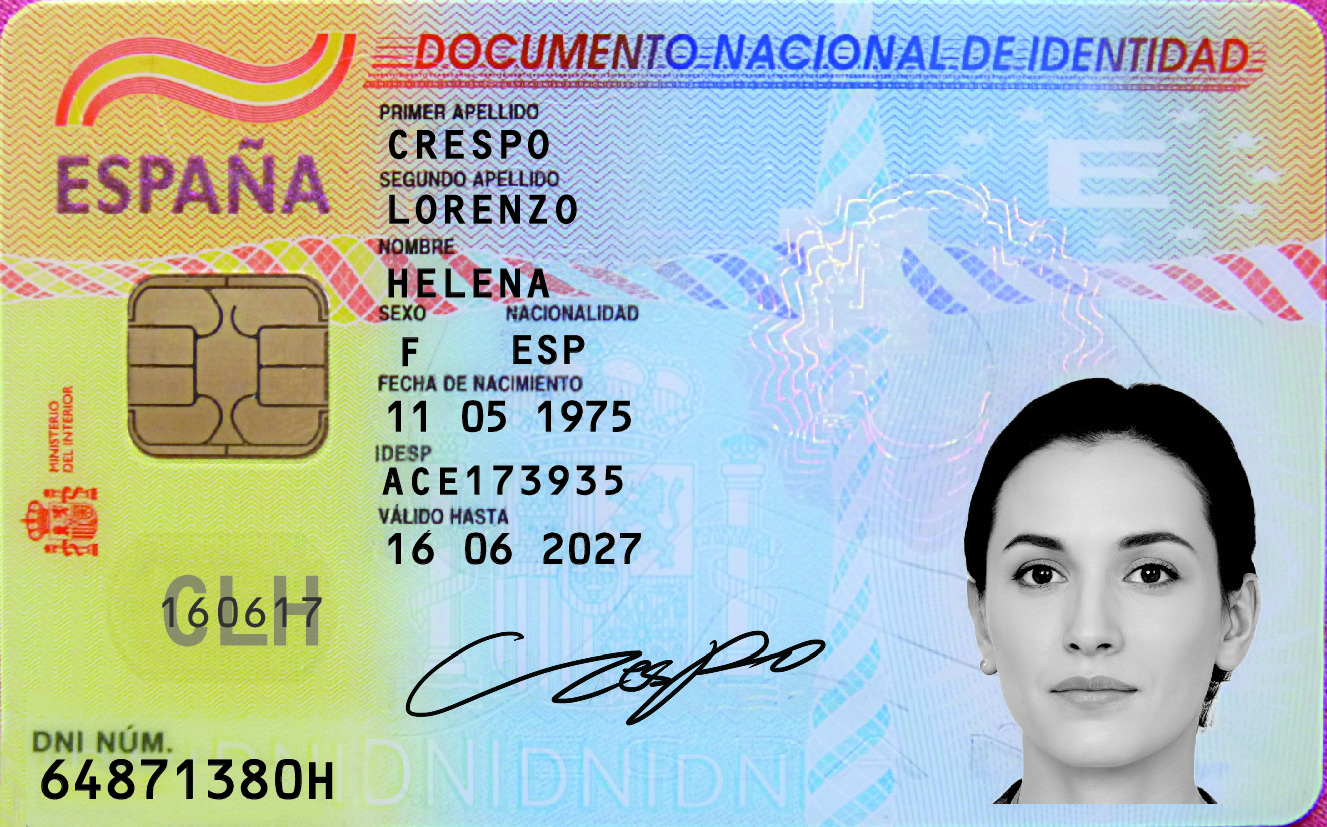 DOCUMENTO NACIONAL DE IDENTIDAD
ESPAÑA
PRIMER APELLIDO
CRESPO
SEGUNDO APELLIDO
LORENZO
NOMBRE
HELENA
SEXO NACIONALIDAD
F ESP
FECHA DE NACIMIENTO
11 05 1975
IDESP
ACE173935
VÁLIDO HASTA
16 06 2027
MINISTERIO
DEL INTERIOR
E
CLH
160617
Crespo
DNI NÚM.
64871380H
DNIDNIDNIDNI